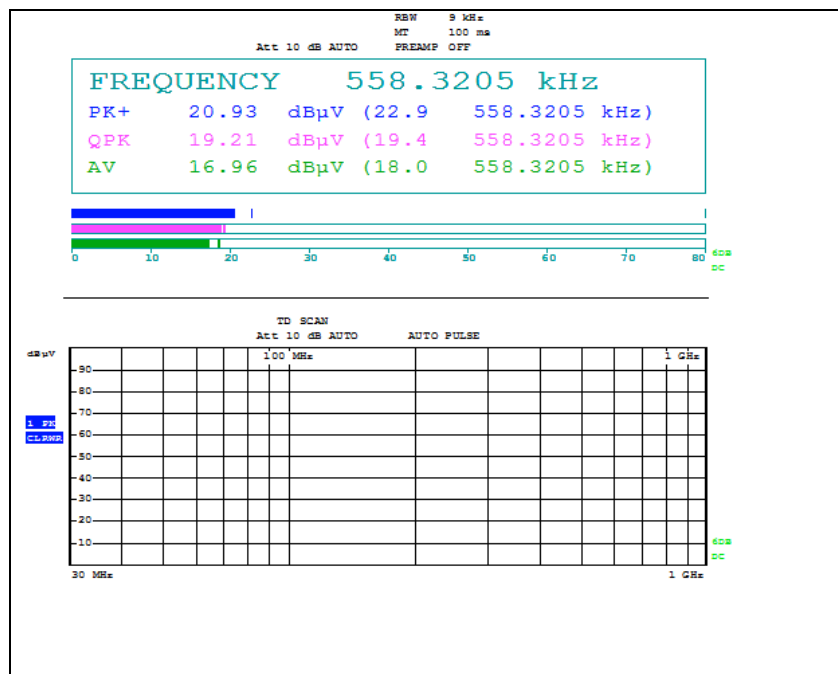 RBW 9 kHz
MT 100 ms
Att 10 dB AUTO PREAMP OFF
FREQUENCY 558.3205 kHz
PK+ 20.93 dBµV (22.9 558.3205 kHz)
QPK 19.21 dBµV (19.4 558.3205 kHz)
AV 16.96 dBµV (18.0 558.3205 kHz)
0 10 20 30 40 50 60 70 80
6DB
DC
TD SCAN
Att 10 dB AUTO AUTO PULSE
dBµV 100 MHz 1 GHz
90
80
70
1 PK
60
CLRWR
50
40
30
20
10
6DB
DC
30 MHz 1 GHz